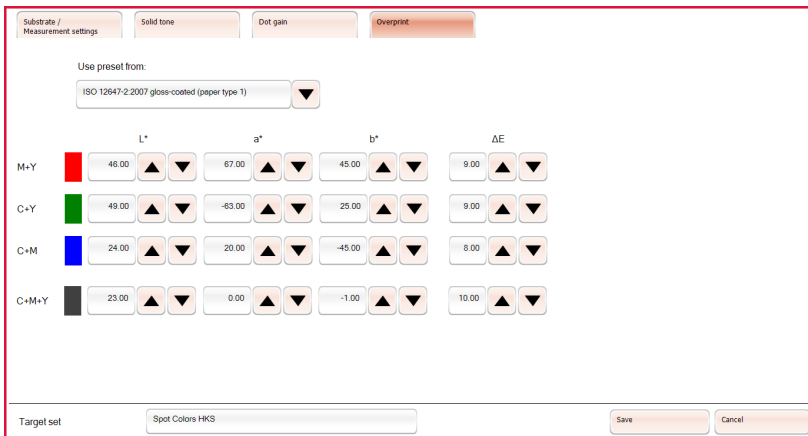 Substrate /
Measurement settings
Solid tone
Dot gain
Overprint
Use preset from:
ISO 12647-2:2007 gloss-coated (paper type 1)
L* a* b* ΔE
M+Y 46.00 67.00 45.00 9.00
C+Y 49.00 -63.00 25.00 9.00
C+M 24.00 20.00 -45.00 8.00
C+M+Y 23.00 0.00 -1.00 10.00
Target set Spot Colors HKS Save Cancel